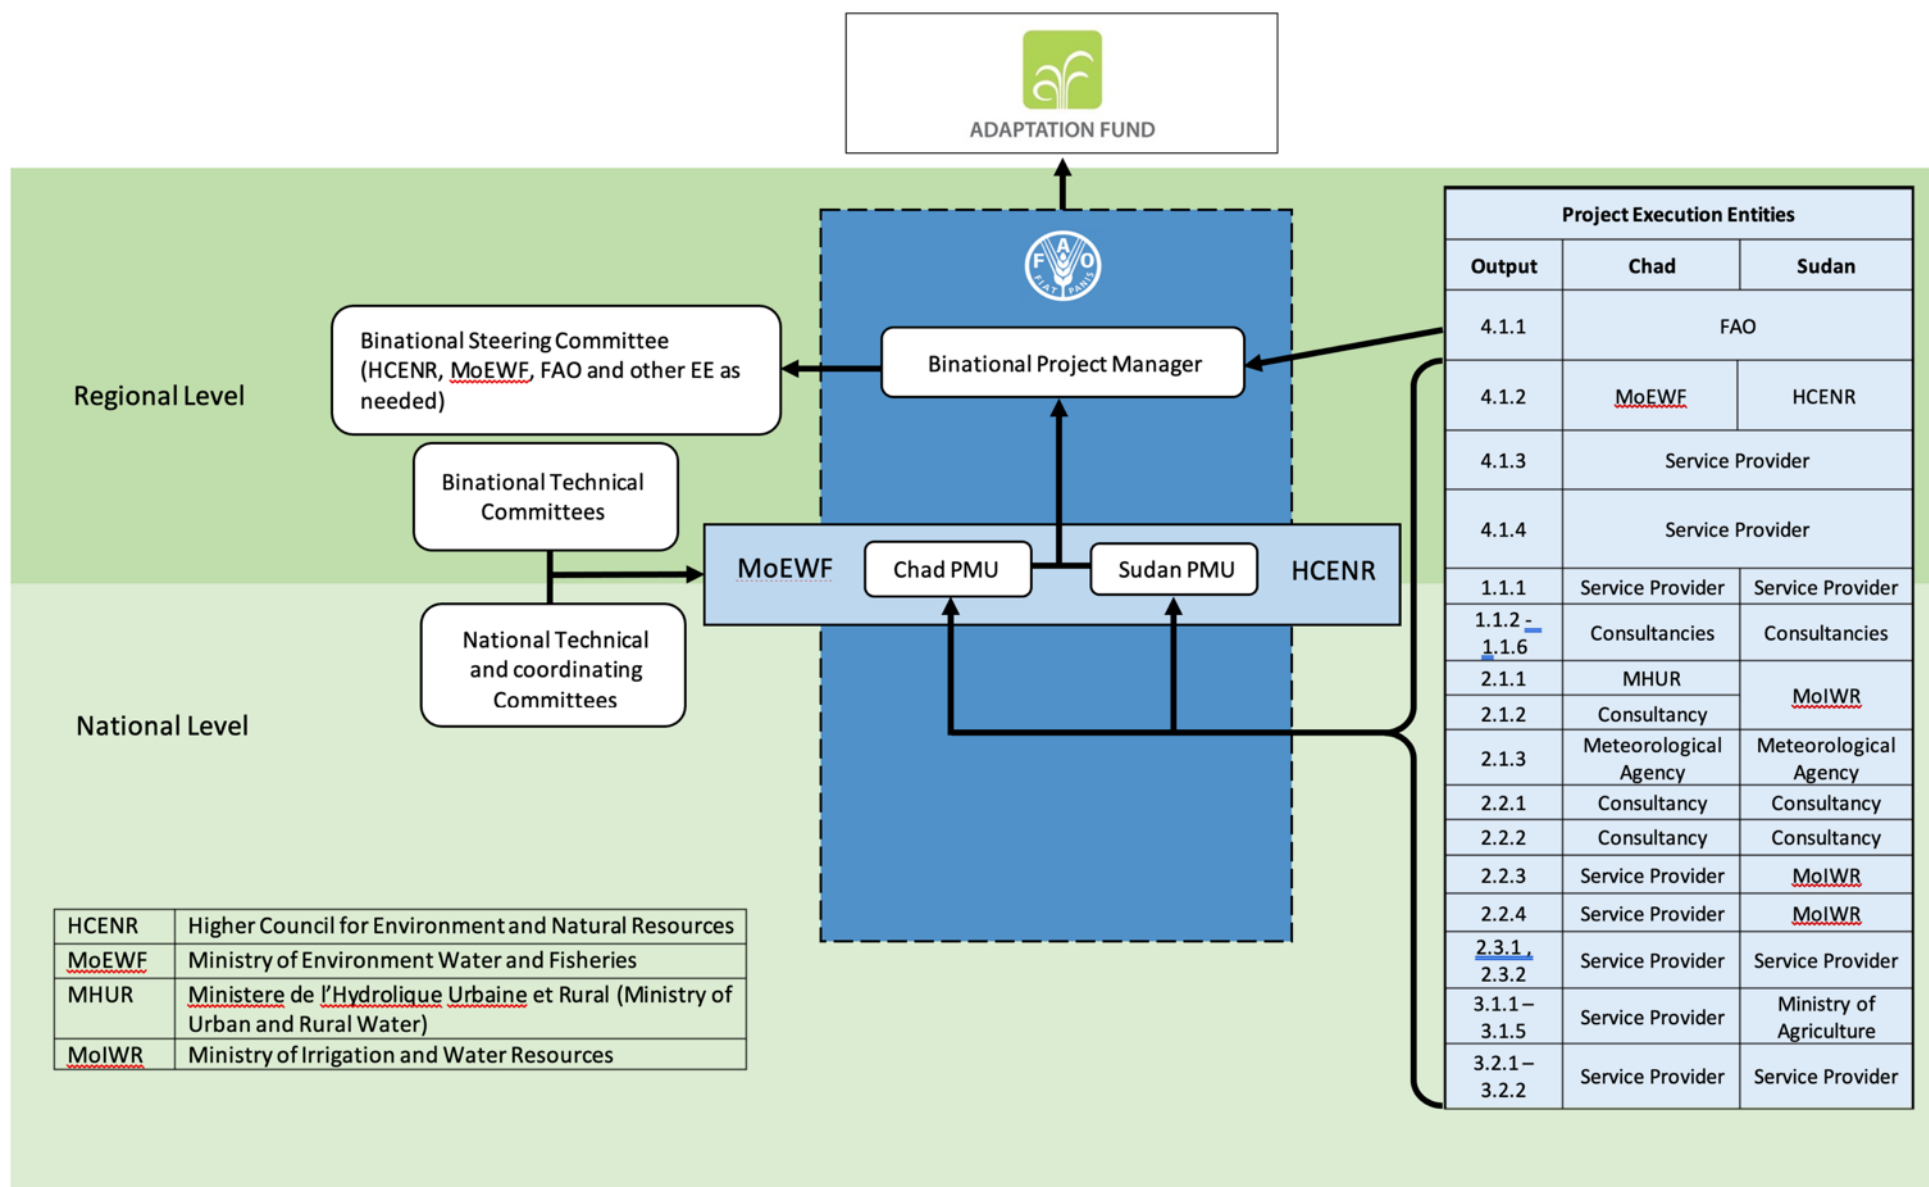 ADAPTATION FUND
F A O
FIAT PANIS
Regional Level
Binational Steering Committee
(HCENR, MoEWF, FAO and other EE as
needed)
Binational Project Manager
Binational Technical
Committees
MoEWF
Chad PMU
Sudan PMU
HCENR
National Technical
and coordinating
Committees
National Level
HCENR Higher Council for Environment and Natural Resources
MoEWF Ministry of Environment Water and Fisheries
MHUR Ministere de l'Hydrolique Urbaine et Rural (Ministry of
Urban and Rural Water)
MoIWR Ministry of Irrigation and Water Resources
Project Execution Entities
Output Chad Sudan
4.1.1 FAO
4.1.2 MoEWF HCENR
4.1.3 Service Provider
4.1.4 Service Provider
1.1.1 Service Provider Service Provider
1.1.2 -
1.1.6 Consultancies Consultancies
2.1.1 MHUR
MoIWR
2.1.2 Consultancy
2.1.3 Meteorological
Agency Meteorological
Agency
2.2.1 Consultancy Consultancy
2.2.2 Consultancy Consultancy
2.2.3 Service Provider MoIWR
2.2.4 Service Provider MoIWR
2.3.1 ,
2.3.2 Service Provider Service Provider
3.1.1 –
3.1.5 Service Provider Ministry of
Agriculture
3.2.1 –
3.2.2 Service Provider Service Provider